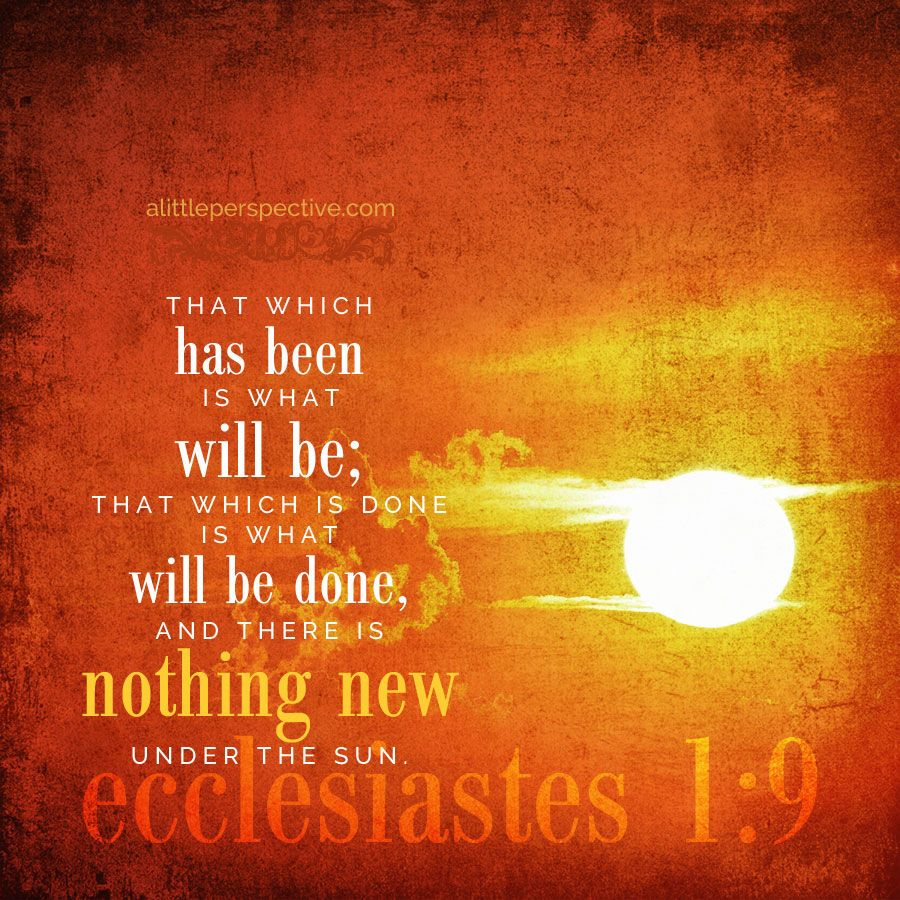 alittleperspective.com
THAT WHICH
has been
IS WHAT
will be;
THAT WHICH IS DONE
IS WHAT
will be done,
AND THERE IS
nothing new
UNDER THE SUN.
ecclesiastes 1:9